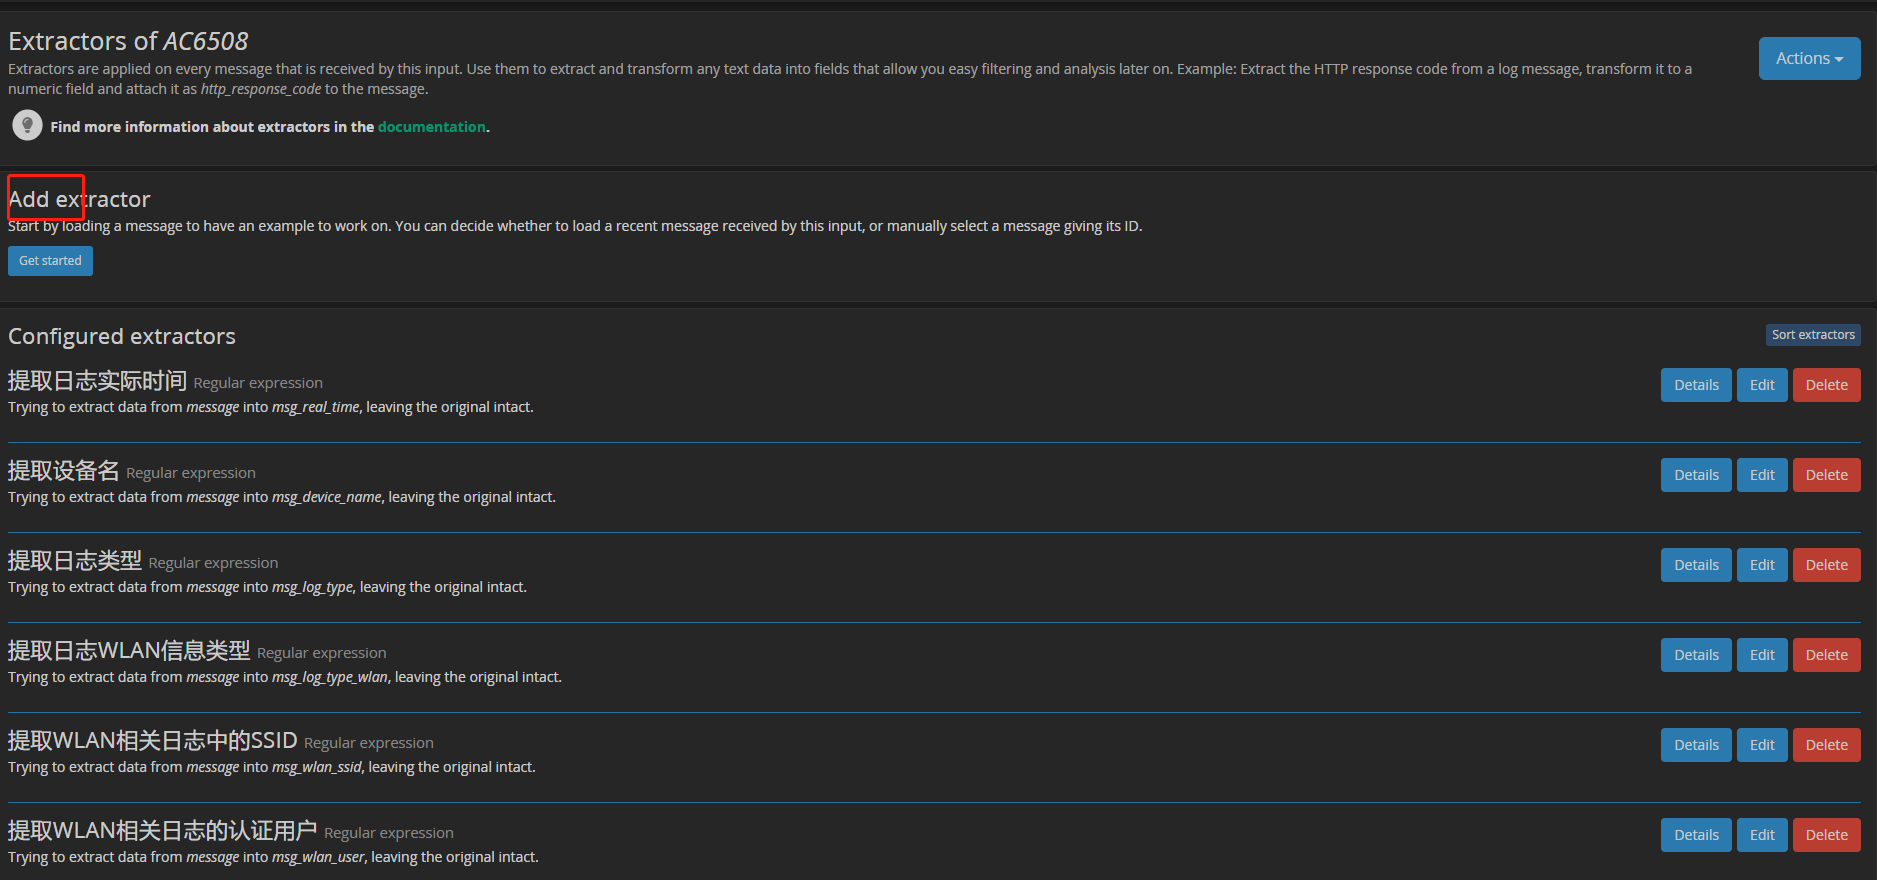 Extractors of AC6508
Extractors are applied on every message that is received by this input. Use them to extract and transform any text data into fields that allow you easy filtering and analysis later on. Example: Extract the HTTP response code from a log message, transform it to a
numeric field and attach it as http_response_code to the message.
Actions
Find more information about extractors in the documentation.
Add extractor
Start by loading a message to have an example to work on. You can decide whether to load a recent message received by this input, or manually select a message giving its ID.
Get started
Configured extractors
Sort extractors
提取日志实际时间 Regular expression
Trying to extract data from message into msg_real_time, leaving the original intact.
Details Edit Delete
提取设备名 Regular expression
Trying to extract data from message into msg_device_name, leaving the original intact.
Details Edit Delete
提取日志类型 Regular expression
Trying to extract data from message into msg_log_type, leaving the original intact.
Details Edit Delete
提取日志WLAN信息类型 Regular expression
Trying to extract data from message into msg_log_type_wlan, leaving the original intact.
Details Edit Delete
提取WLAN相关日志中的SSID Regular expression
Trying to extract data from message into msg_wlan_ssid, leaving the original intact.
Details Edit Delete
提取WLAN相关日志的认证用户 Regular expression
Trying to extract data from message into msg_wlan_user, leaving the original intact.
Details Edit Delete